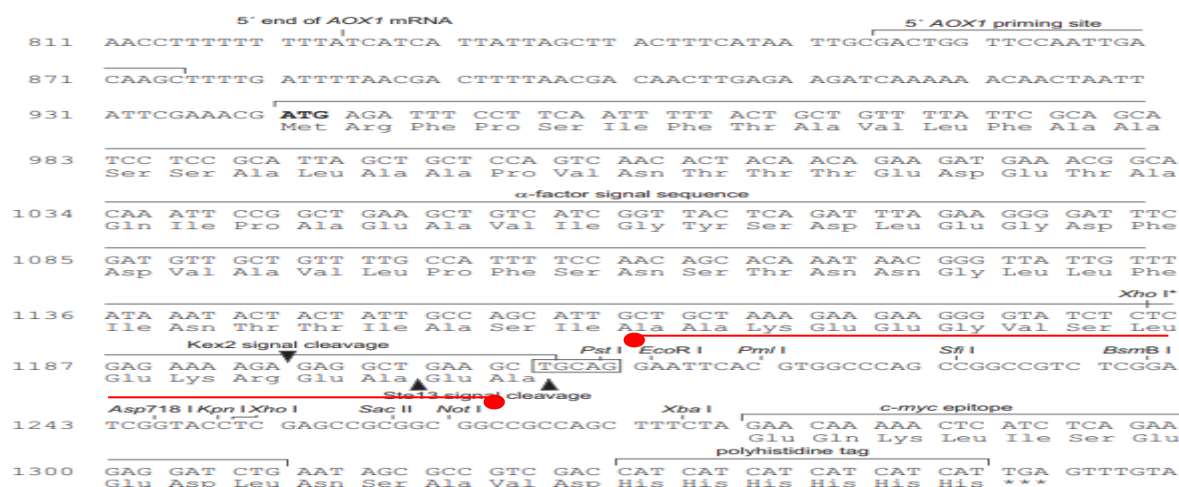 5´ end of AOX1 mRNA 5´ AOX1 priming site
811 AACCTTTTTT TTTATCATCA TTATTAGCTT ACTTTCATAA TTGCGACTGG TTCCAATTGA
871 CAAGCTTTTG ATTTTAACGA CTTTTAACGA CAACTTGAGA AGATCAAAAA ACAACTAATT
931 ATTCGAAACG ATG AGA TTT CCT TCA ATT TTT ACT GCT GTT TTA TTC GCA GCA
Met Arg Phe Pro Ser Ile Phe Thr Ala Val Leu Phe Ala Ala
983 TCC TCC GCA TTA GCT GCT CCA GTC AAC ACT ACA ACA GAA GAT GAA ACG GCA
Ser Ser Ala Leu Ala Ala Pro Val Asn Thr Thr Thr Glu Asp Glu Thr Ala
α-factor signal sequence
1034 CAA ATT CCG GCT GAA GCT GTC ATC GGT TAC TCA GAT TTA GAA GGG GAT TTC
Gln Ile Pro Ala Glu Ala Val Ile Gly Tyr Ser Asp Leu Glu Gly Asp Phe
1085 GAT GTT GCT GTT TTG CCA TTT TCC AAC AGC ACA AAT AAC GGG TTA TTG TTT
Asp Val Ala Val Leu Pro Phe Ser Asn Ser Thr Asn Asn Gly Leu Leu Phe
Xho I*
1136 ATA AAT ACT ACT ATT GCC AGC ATT GCT GCT AAA GAA GAA GGG GTA TCT CTC
Ile Asn Thr Thr Ile Ala Ser Ile Ala Ala Lys Glu Glu Gly Val Ser Leu
Kex2 signal cleavage Pst I EcoR I Pml I Sfi I BsmB I
1187 GAG AAA AGA GAG GCT GAA GC TGCAG GAATTCAC GTGGCCCAG CCGGCCGTC TCGGA
Glu Lys Arg Glu Ala Glu Ala
Ste13 signal cleavage
Asp718 I Kpn I Xho I Sac II Not I Xba I c-myc epitope
1243 TCGGTACCTC GAGCCGCGGC GGCCGCCAGC TTTCTA GAA CAA AAA CTC ATC TCA GAA
Glu Gln Lys Leu Ile Ser Glu
polyhistidine tag
1300 GAG GAT CTG AAT AGC GCC GTC GAC CAT CAT CAT CAT CAT CAT TGA GTTTGTA
Glu Asp Leu Asn Ser Ala Val Asp His His His His His His ***